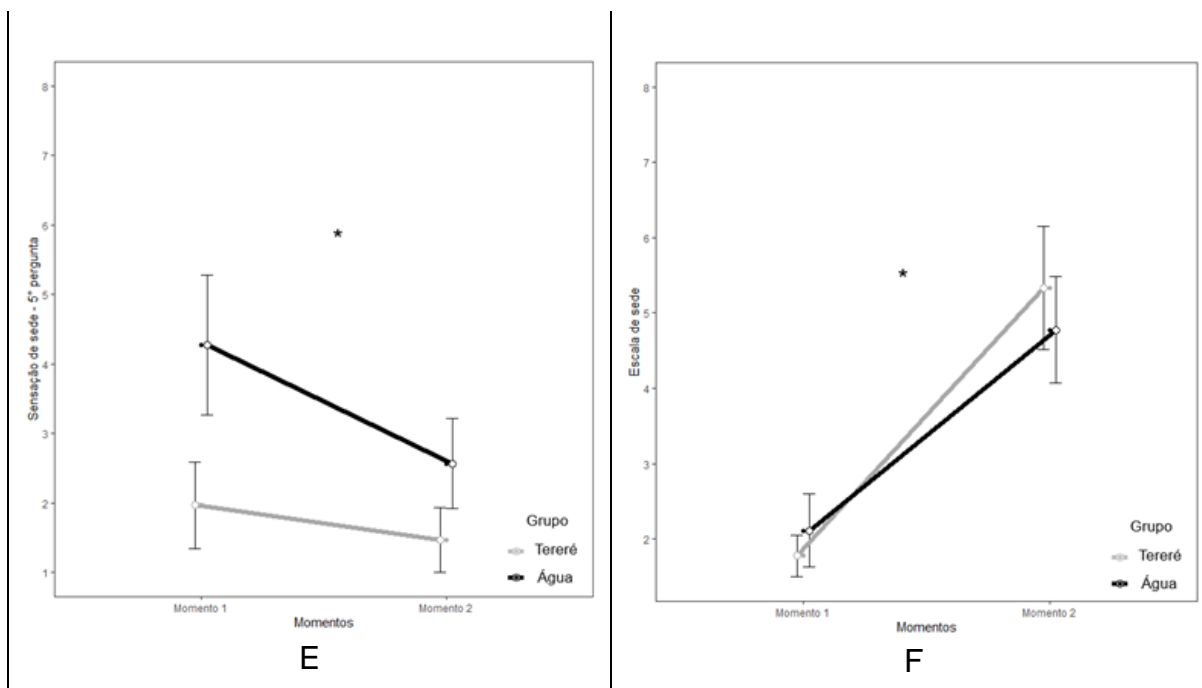 Sensação de sede - 5° pergunta
8
7
6
5
4
3
2
1
*
Grupo
Tereré
Água
Momento 1
Momento 2
Momentos
E
Escala de sede
8
7
6
5
4
3
2
*
Grupo
Tereré
Água
Momento 1
Momento 2
Momentos
F